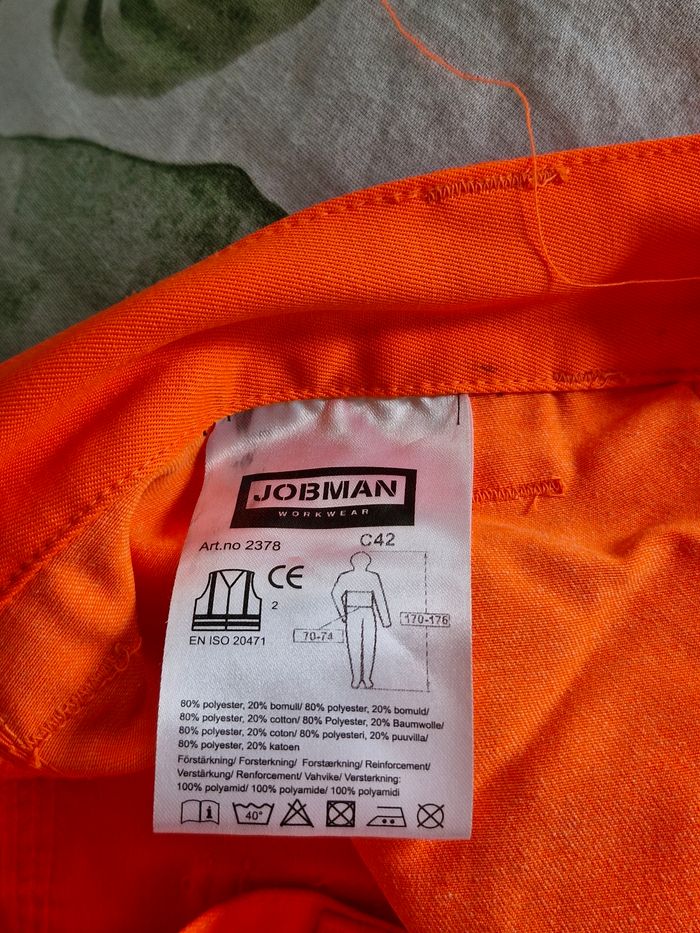 JOBMAN
WORKWEAR
Art.no 2378
C42
CE
2
EN ISO 20471
70-74
170-176
80% polyester, 20% bomull/ 80% polyester, 20% bomuld/
80% polyester, 20% cotton/ 80% Polyester, 20% Baumwolle/
80% polyester, 20% coton/ 80% polyesteri, 20% puuvilla/
80% polyester, 20% katoen
Förstärkning/ Forsterkning/ Forstærkning/ Reinforcement/
Verstärkung/ Renforcement/ Vahvike/ Versterkning:
100% polyamide/ 100% polyamide/ 100% polyamidi
i
40°